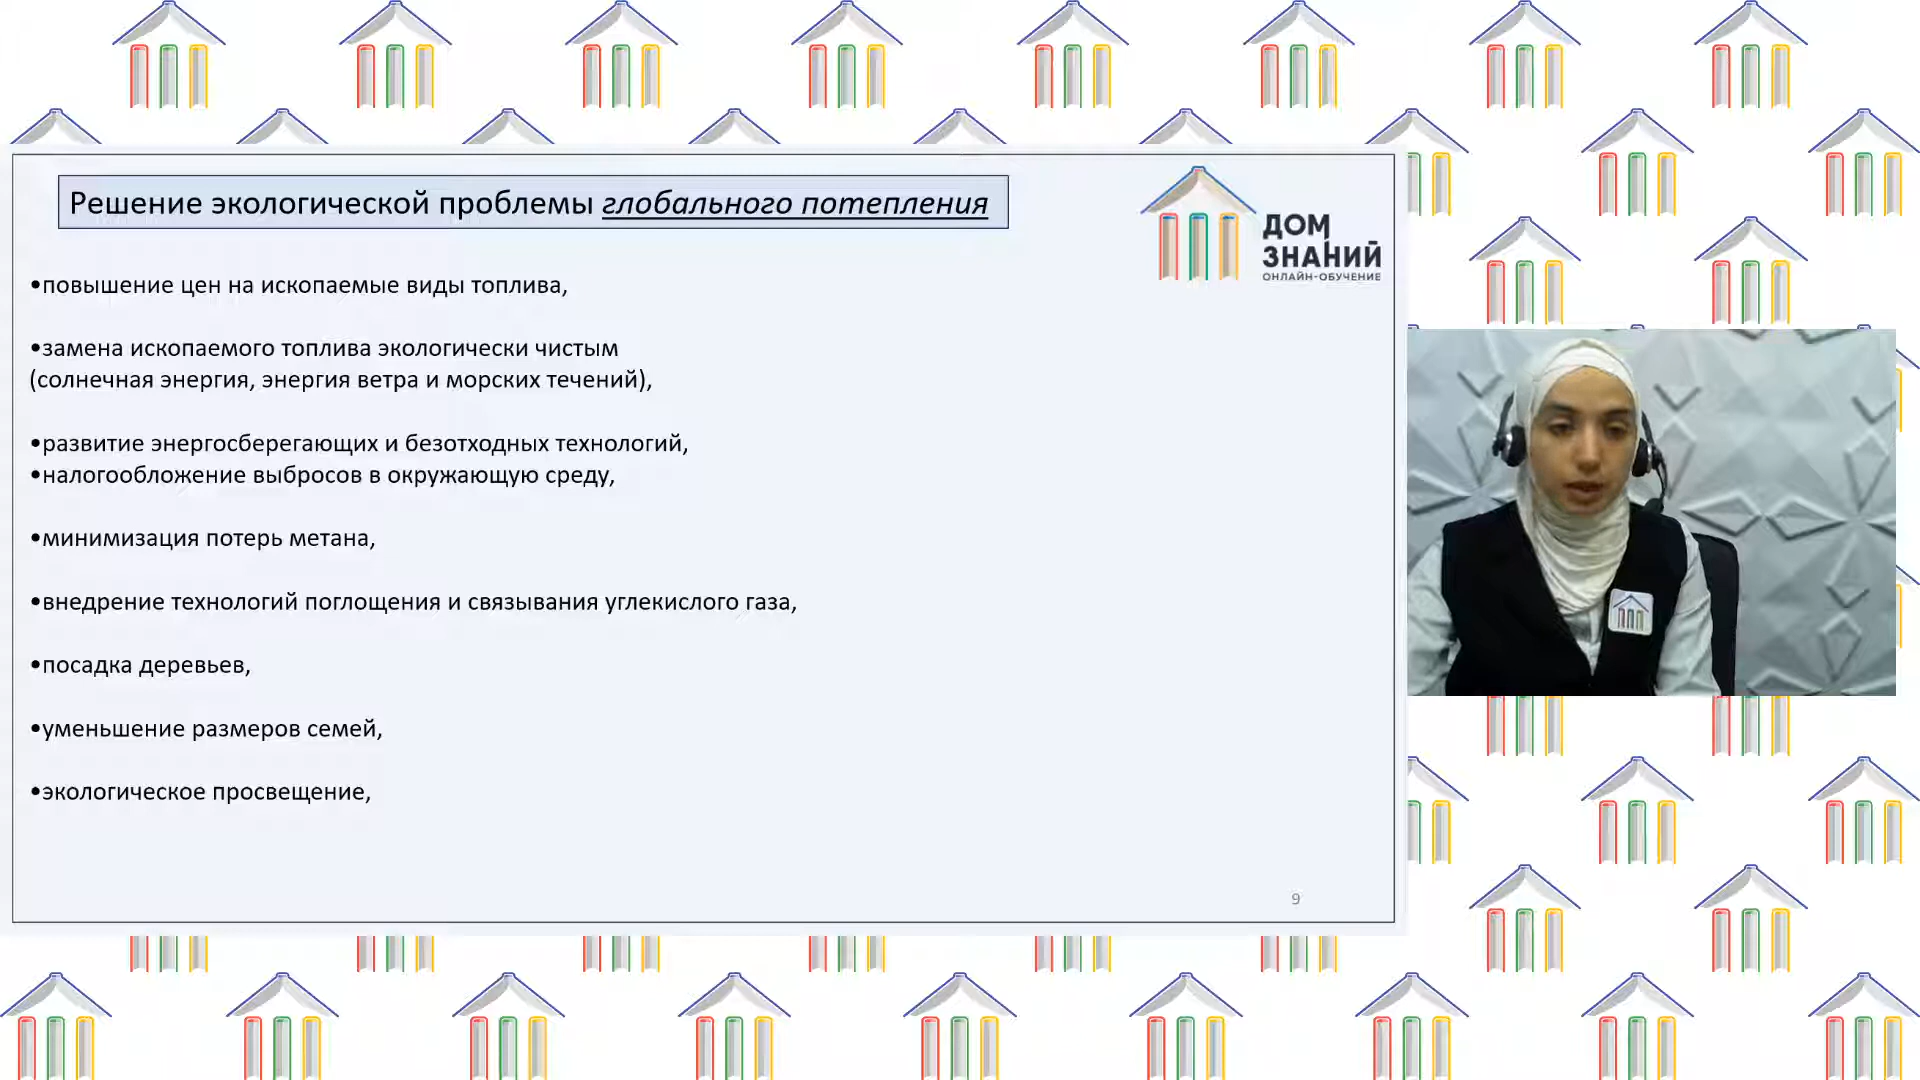 Решение экологической проблемы глобального потепления
ДОМ
ЗНАНИЙ
ОНЛАЙН-ОБУЧЕНИЕ
•повышение цен на ископаемые виды топлива,
•замена ископаемого топлива экологически чистым
(солнечная энергия, энергия ветра и морских течений),
•развитие энергосберегающих и безотходных технологий,
•налогообложение выбросов в окружающую среду,
•минимизация потерь метана,
•внедрение технологий поглощения и связывания углекислого газа,
•посадка деревьев,
•уменьшение размеров семей,
•экологическое просвещение,
9